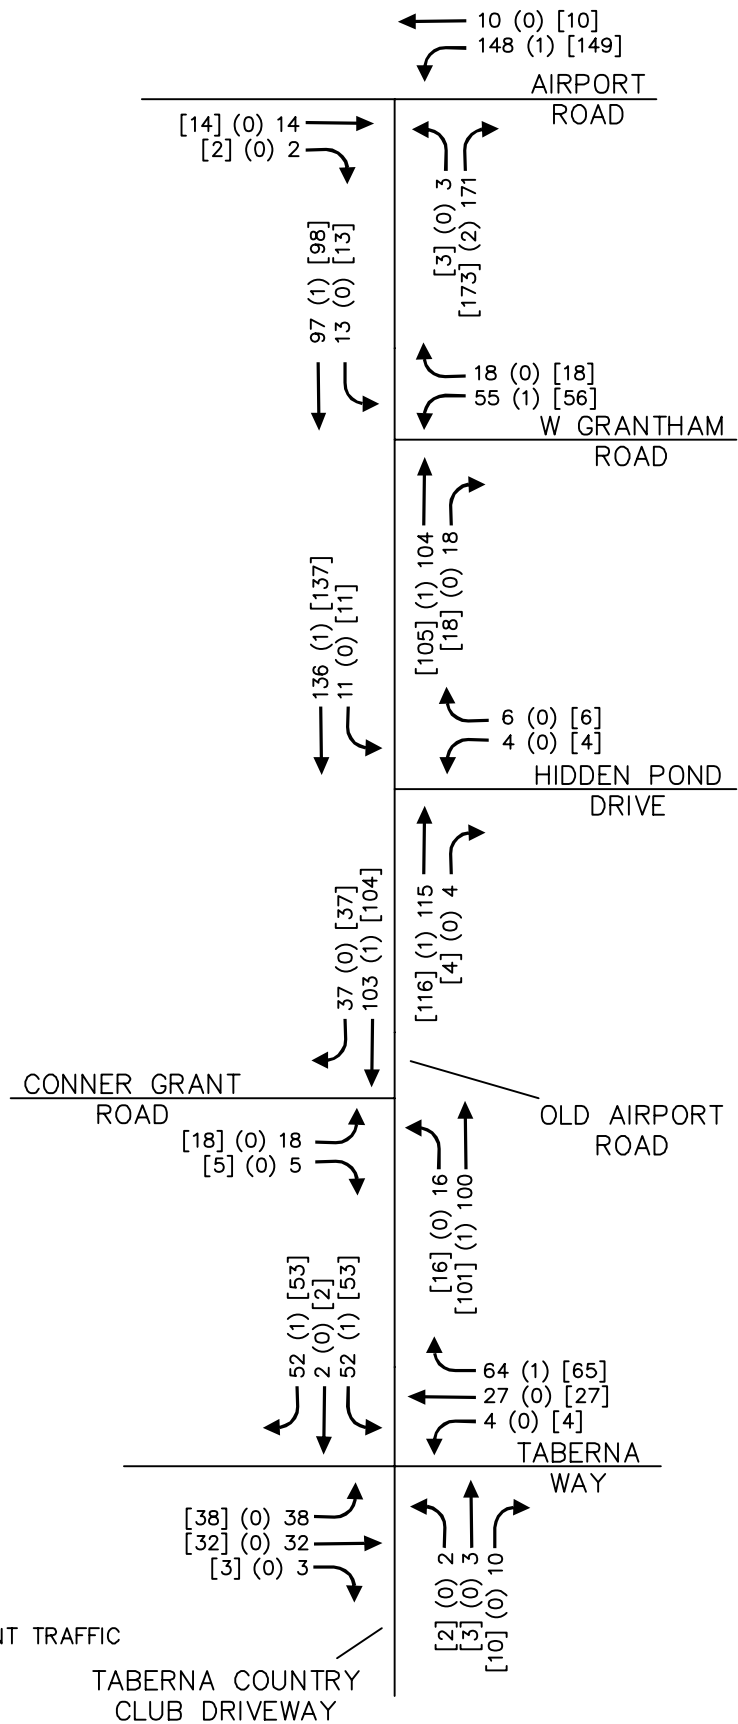 10 (0) [10]
148 (1) [149]
AIRPORT
ROAD
[14] (0) 14
[2] (0) 2
[3] (0) 3
[173] (2) 171
97 (1) [98]
13 (0) [13]
18 (0) [18]
55 (1) [56]
W GRANTHAM
ROAD
[105] (1) 104
[18] (0) 18
136 (1) [137]
11 (0) [11]
6 (0) [6]
4 (0) [4]
HIDDEN POND
DRIVE
[116] (1) 115
[4] (0) 4
37 (0) [37]
103 (1) [104]
CONNER GRANT
ROAD
OLD AIRPORT
ROAD
[18] (0) 18
[5] (0) 5
[16] (0) 16
[101] (1) 100
52 (1) [53]
2 (0) [2]
52 (1) [53]
64 (1) [65]
27 (0) [27]
4 (0) [4]
TABERNA
WAY
[38] (0) 38
[32] (0) 32
[3] (0) 3
[2] (0) 2
[3] (0) 3
[10] (0) 10
NT TRAFFIC
TABERNA COUNTRY
CLUB DRIVEWAY